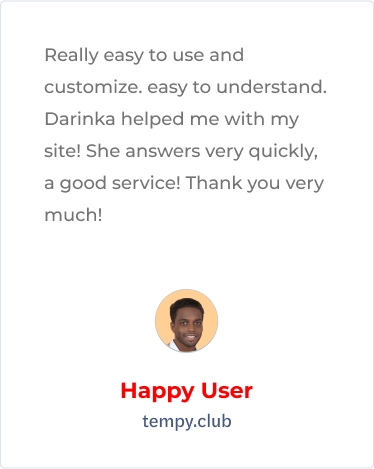 Really easy to use and
customize. easy to understand.
Darinka helped me with my
site! She answers very quickly,
a good service! Thank you very
much!
Happy User
tempy.club